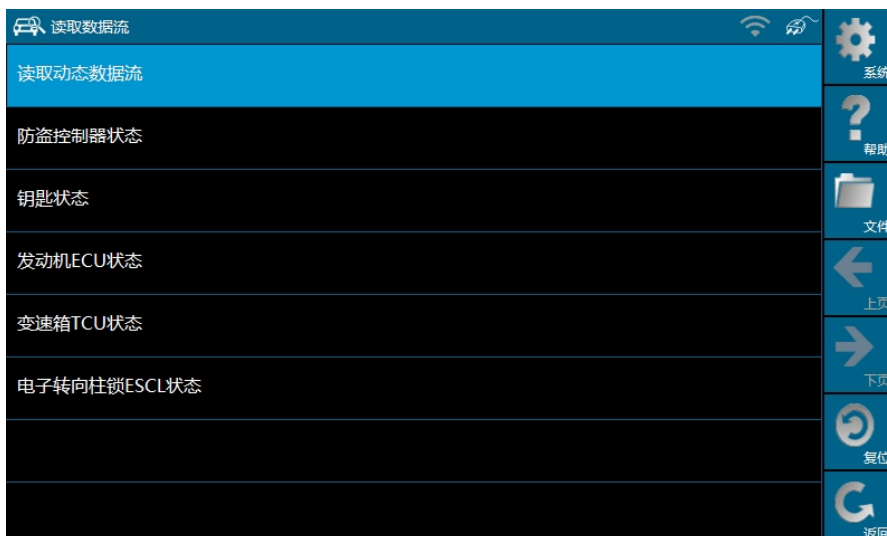 读取数据流
读取动态数据流
防盗控制器状态
钥匙状态
发动机ECU状态
变速箱TCU状态
电子转向柱锁ESCL状态
系统
帮助
文件
上页
下页
复位
返回